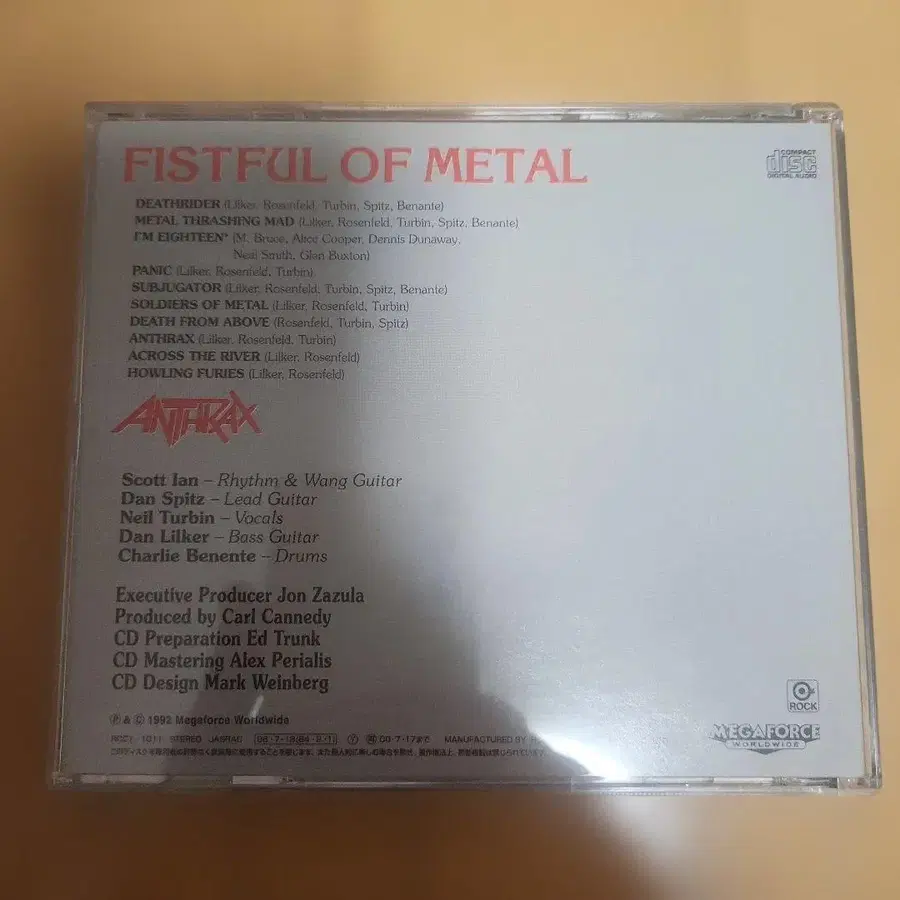 FISTFUL OF METAL
COMPACT
disc
DIGITAL AUDIO
DEATHRIDER (Lilker, Rosenfeld, Turbin, Spitz, Benante)
METAL THRASHING MAD (Lilker, Rosenfeld, Turbin, Spitz, Benante)
I'M EIGHTEEN* (M. Bruce, Alice Cooper, Dennis Dunaway,
Neal Smith, Glen Buxton)
PANIC (Lilker, Rosenfeld, Turbin)
SUBJUGATOR (Lilker, Rosenfeld, Turbin, Spitz, Benante)
SOLDIERS OF METAL (Lilker, Rosenfeld, Turbin)
DEATH FROM ABOVE (Rosenfeld, Turbin, Spitz)
ANTHRAX (Lilker, Rosenfeld, Turbin)
ACROSS THE RIVER (Lilker, Rosenfeld)
HOWLING FURIES (Lilker, Rosenfeld)
ANTHRAX
Scott Ian – Rhythm & Wang Guitar
Dan Spitz – Lead Guitar
Neil Turbin – Vocals
Dan Lilker – Bass Guitar
Charlie Benente – Drums
Executive Producer Jon Zazula
Produced by Carl Cannedy
CD Preparation Ed Trunk
CD Mastering Alex Perialis
CD Design Mark Weinberg
ROCK
Ⓟ & © 1992 Megaforce Worldwide
MEGAFORCE
WORLDWIDE
STEREO JASRAC MANUFACTURED BY